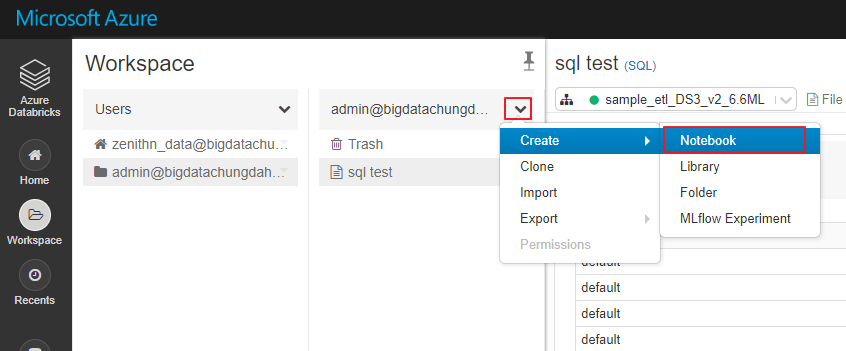 Microsoft Azure
Azure
Databricks
Home
Workspace
Recents
Workspace
Users
zenithn_data@bigdatachu...
admin@bigdatachungdah...
admin@bigdatachungd...
Trash
sql test
Create
Clone
Import
Export
Permissions
Notebook
Library
Folder
MLflow Experiment
sql test (SQL)
sample_etl_DS3_v2_6.6ML
File
default
default
default
default